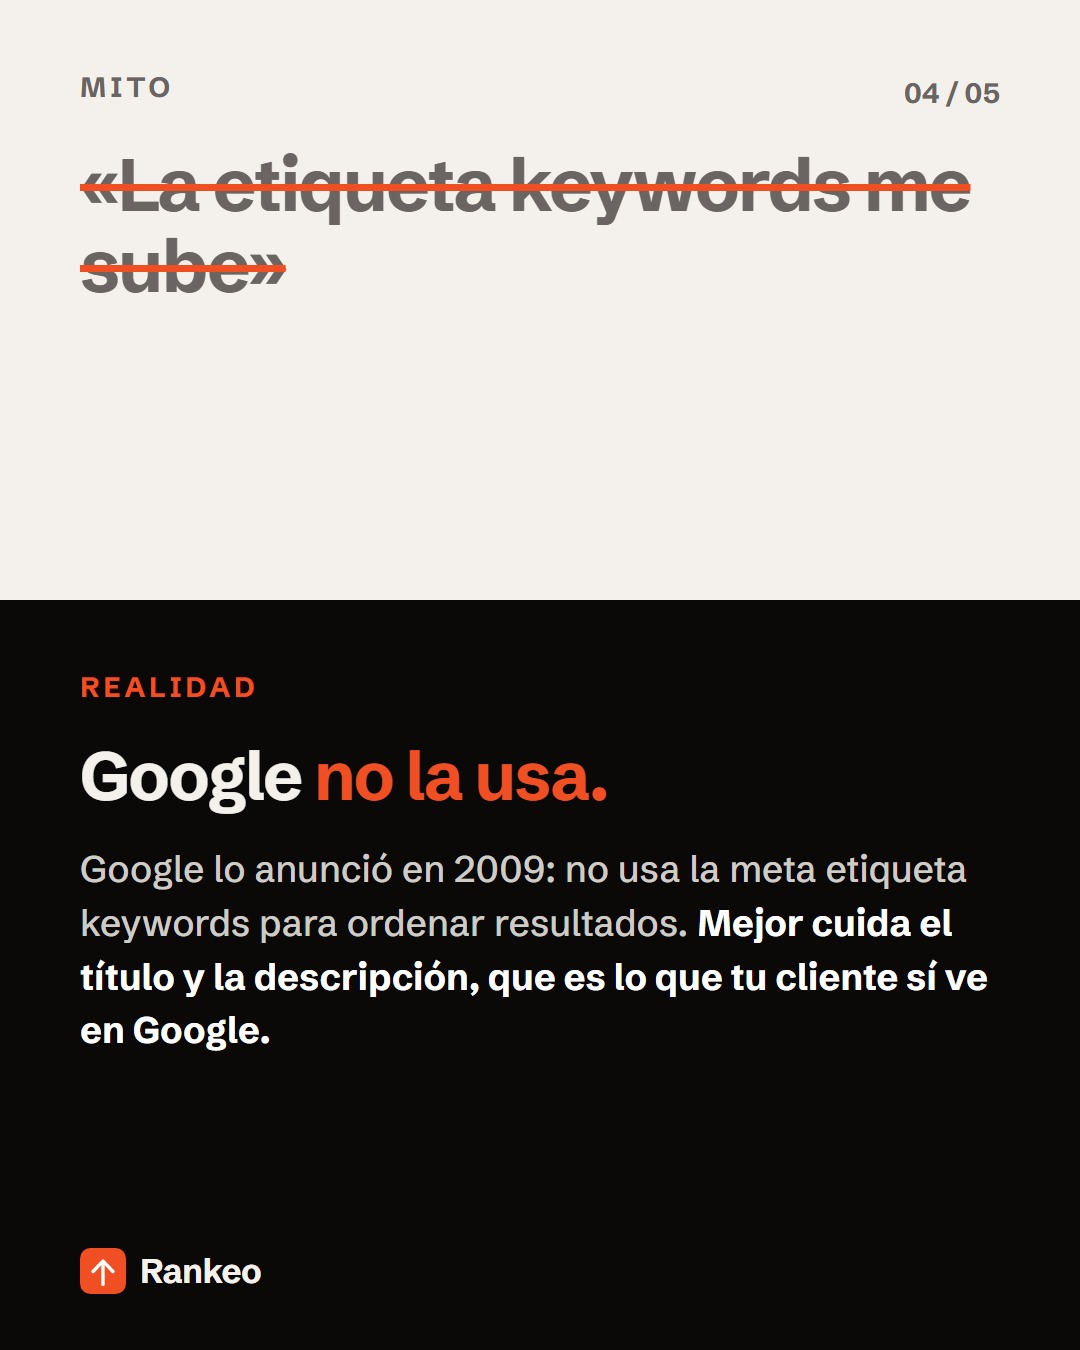 MITO
04 / 05
«La etiqueta keywords me
sube»
REALIDAD
Google no la usa.
Google lo anunció en 2009: no usa la meta etiqueta
keywords para ordenar resultados. Mejor cuida el
título y la descripción, que es lo que tu cliente sí ve
en Google.
Rankeo